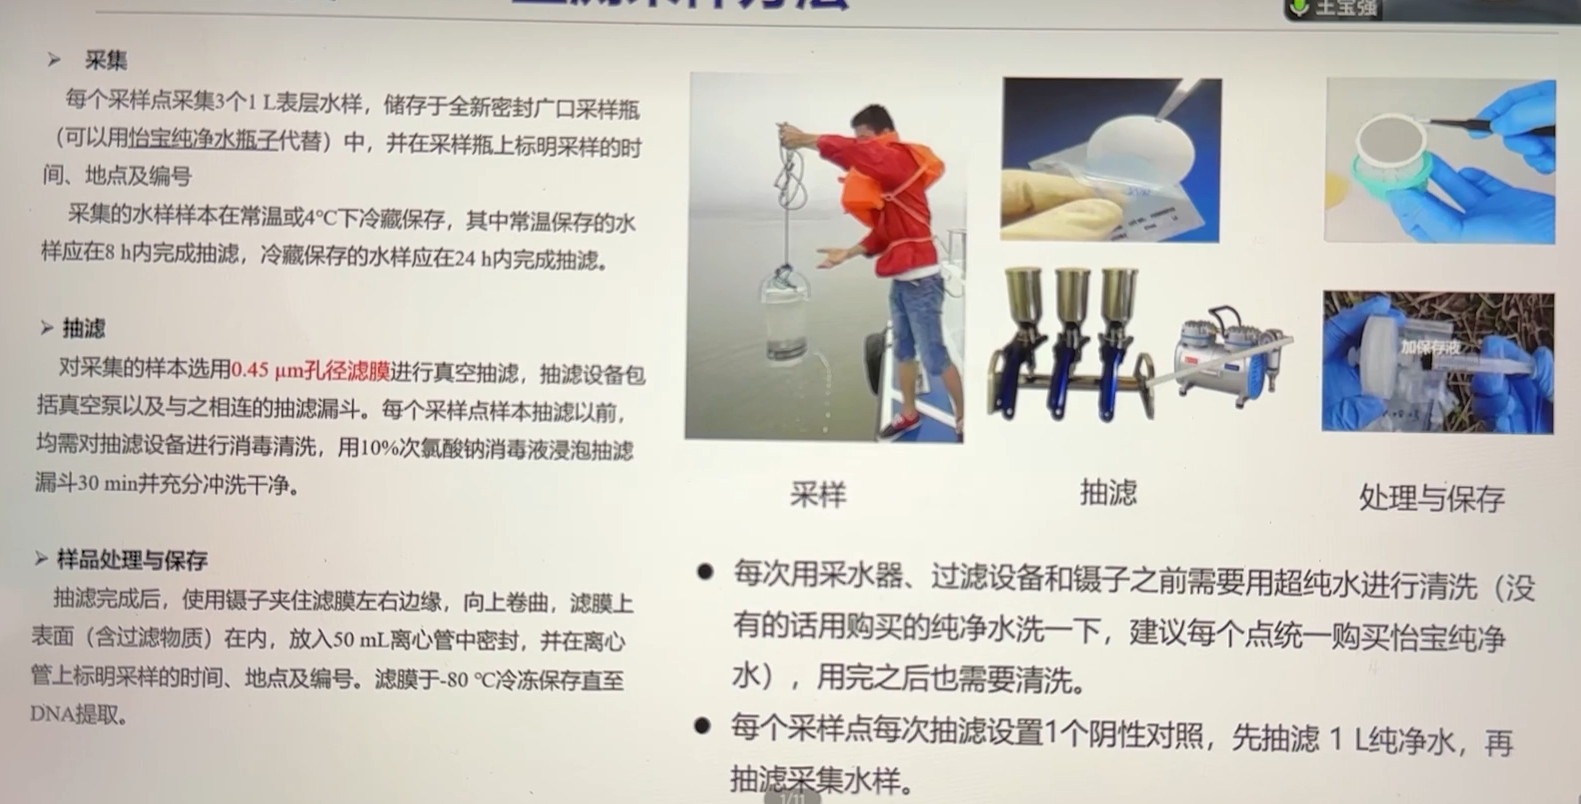 王宝强
➢ 采集
每个采样点采集3个1 L表层水样，储存于全新密封广口采样瓶
（可以用怡宝纯净水瓶子代替）中，并在采样瓶上标明采样的时
间、地点及编号
采集的水样样本在常温或4℃下冷藏保存，其中常温保存的水
样应在8 h内完成抽滤，冷藏保存的水样应在24 h内完成抽滤。
➢ 抽滤
对采集的样本选用0.45 μm孔径滤膜进行真空抽滤，抽滤设备包
括真空泵以及与之相连的抽滤漏斗。每个采样点样本抽滤以前，
均需对抽滤设备进行消毒清洗，用10%次氯酸钠消毒液浸泡抽滤
漏斗30 min并充分冲洗干净。
➢ 样品处理与保存
抽滤完成后，使用镊子夹住滤膜左右边缘，向上卷曲，滤膜上
表面（含过滤物质）在内，放入50 mL离心管中密封，并在离心
管上标明采样的时间、地点及编号。滤膜于-80 ℃冷冻保存直至
DNA提取。
加保存液
采样
抽滤
处理与保存
● 每次用采水器、过滤设备和镊子之前需要用超纯水进行清洗（没
有的话用购买的纯净水洗一下，建议每个点统一购买怡宝纯净
水），用完之后也需要清洗。
● 每个采样点每次抽滤设置1个阴性对照，先抽滤 1 L纯净水，再
抽滤采集水样。
1/11